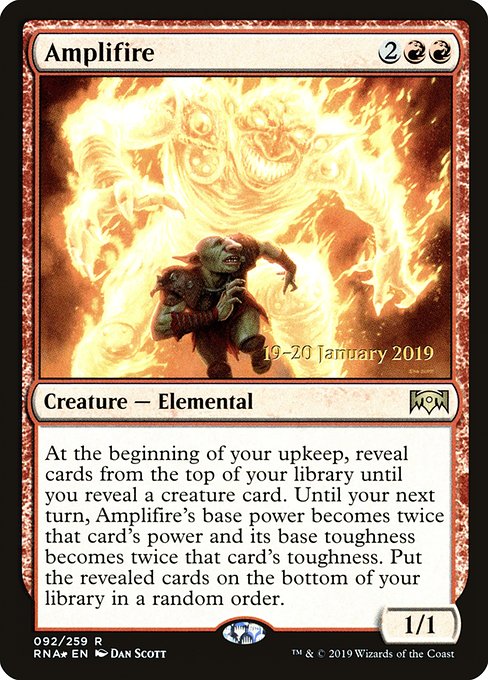 Amplifire 2
19-20 January 2019
Creature — Elemental
At the beginning of your upkeep, reveal
cards from the top of your library until
you reveal a creature card. Until your next
turn, Amplifire's base power becomes twice
that card's power and its base toughness
becomes twice that card's toughness. Put
the revealed cards on the bottom of your
library in a random order.
1/1
092/259 R
RNA★ EN Dan Scott
™ & © 2019 Wizards of the Coast